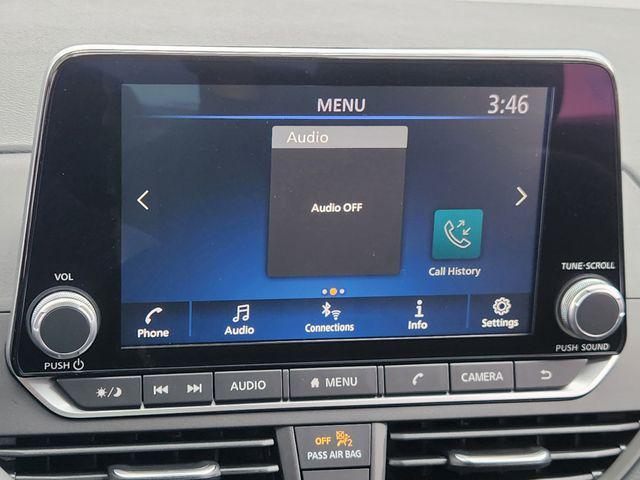 MENU 3:46
Audio
Audio OFF
Call History
VOL
TUNE·SCROLL
Phone Audio Connections Info Settings
PUSH
PUSH SOUND
AUDIO MENU CAMERA
OFF 2
PASS AIR BAG